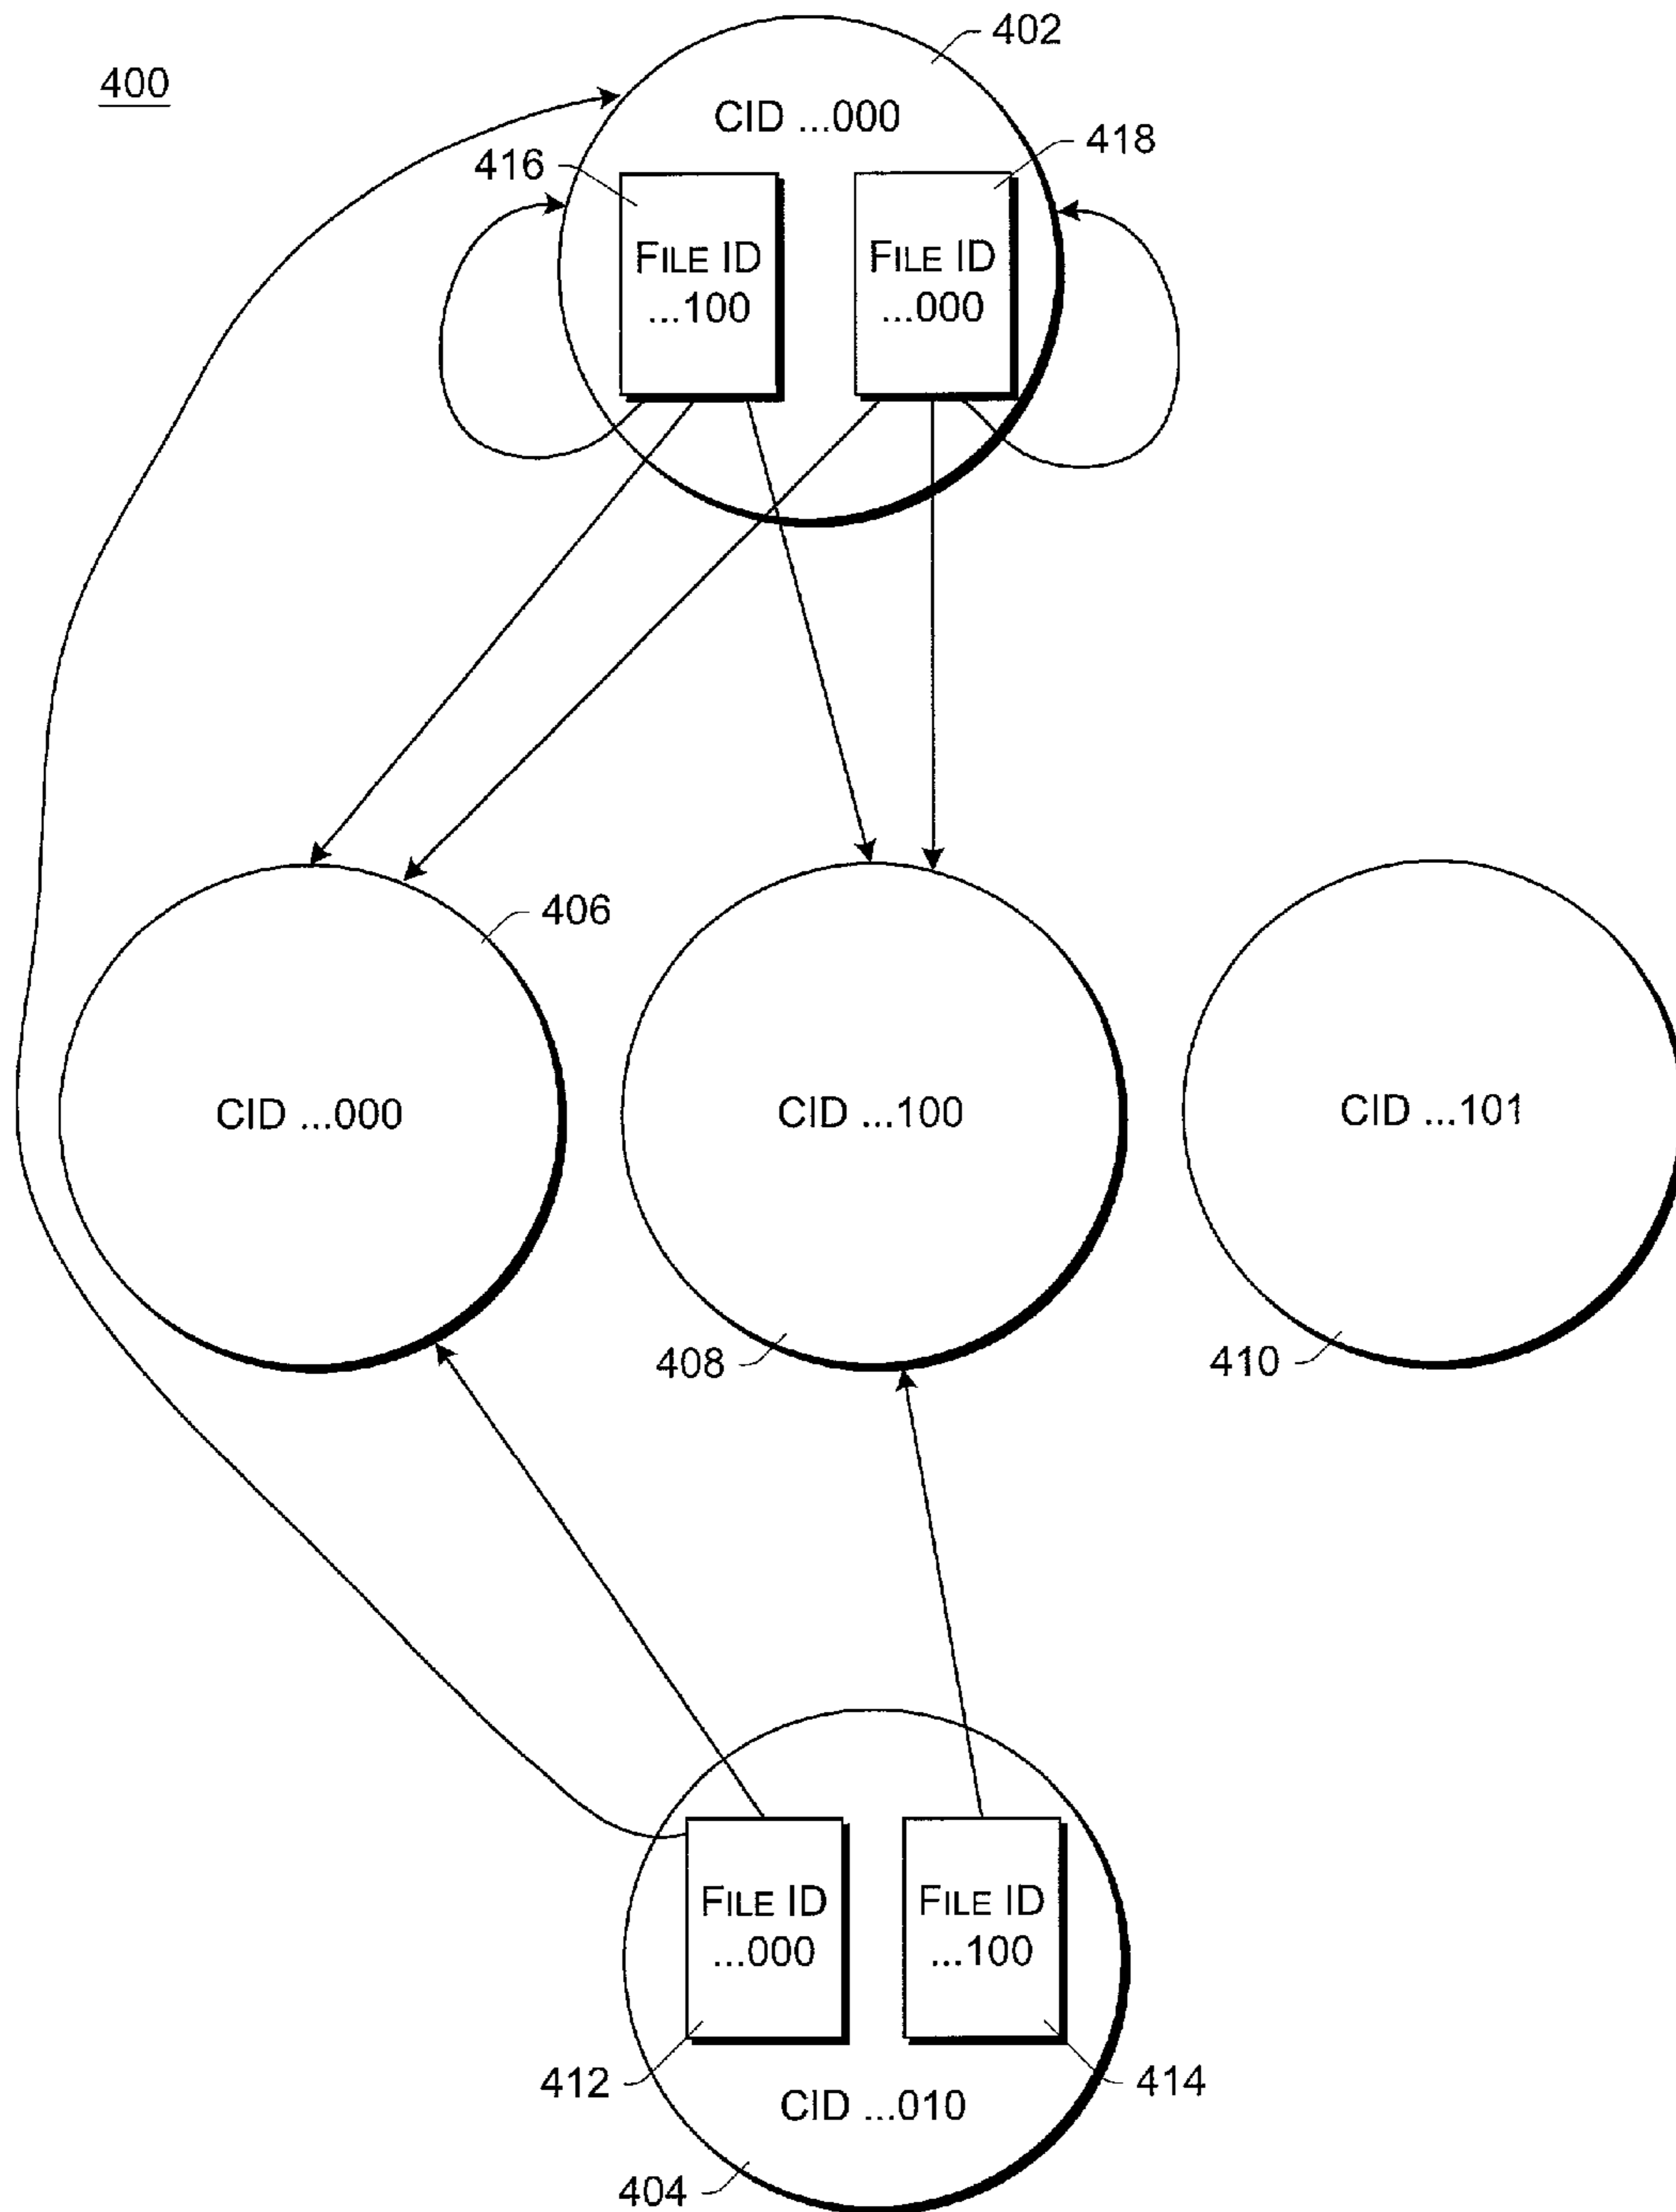 402
400
CID ...000
416
418
FILE ID
...100
FILE ID
...000
406
CID ...000
CID ...100
CID ...101
408
410
FILE ID
...000
FILE ID
...100
412
414
CID ...010
404